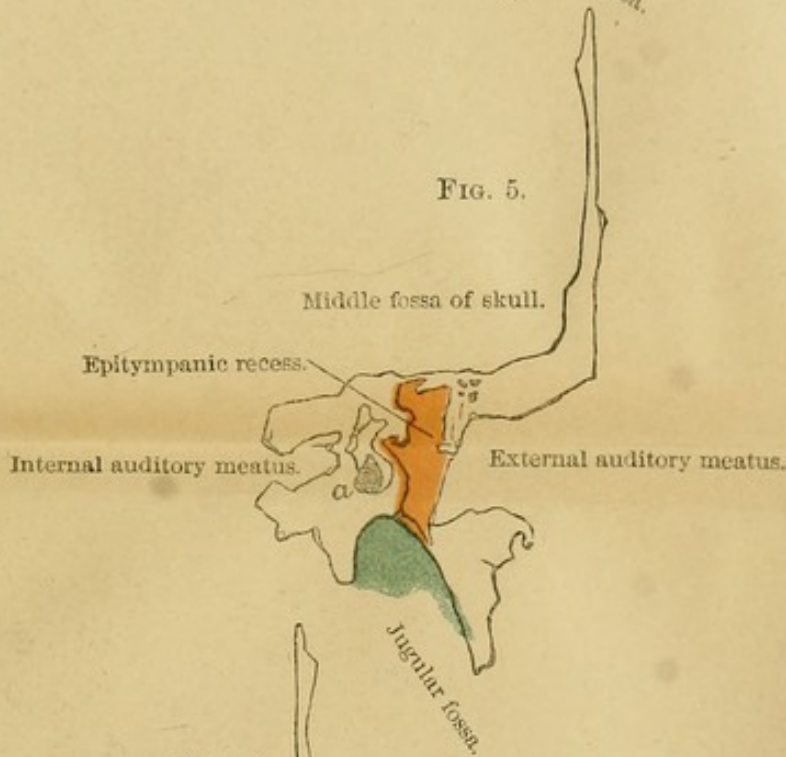 FIG. 5.
Middle fossa of skull.
Epitympanic recess.
Internal auditory meatus.
External auditory meatus.
a
Jugular fossa.